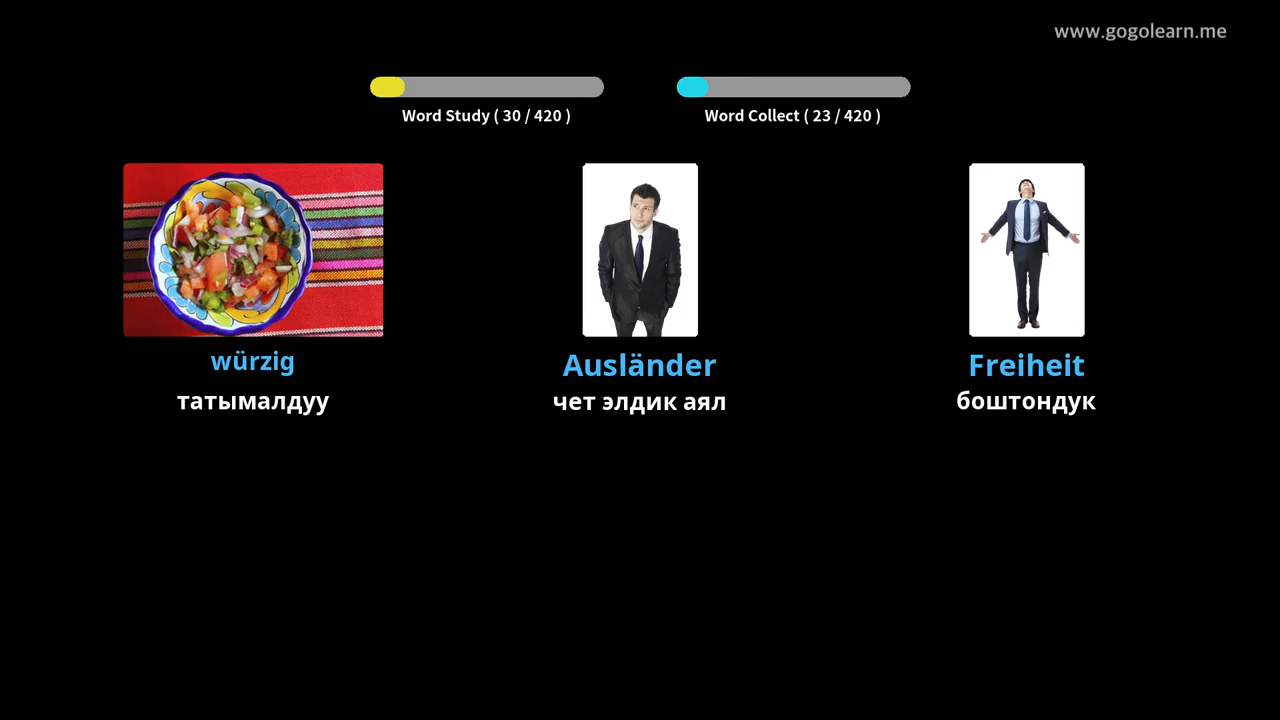 www.gogolearn.me
Word Study ( 30 / 420 )
Word Collect ( 23 / 420 )
würzig
Ausländer
Freiheit
татымалдуу
чет элдик аял
боштондук